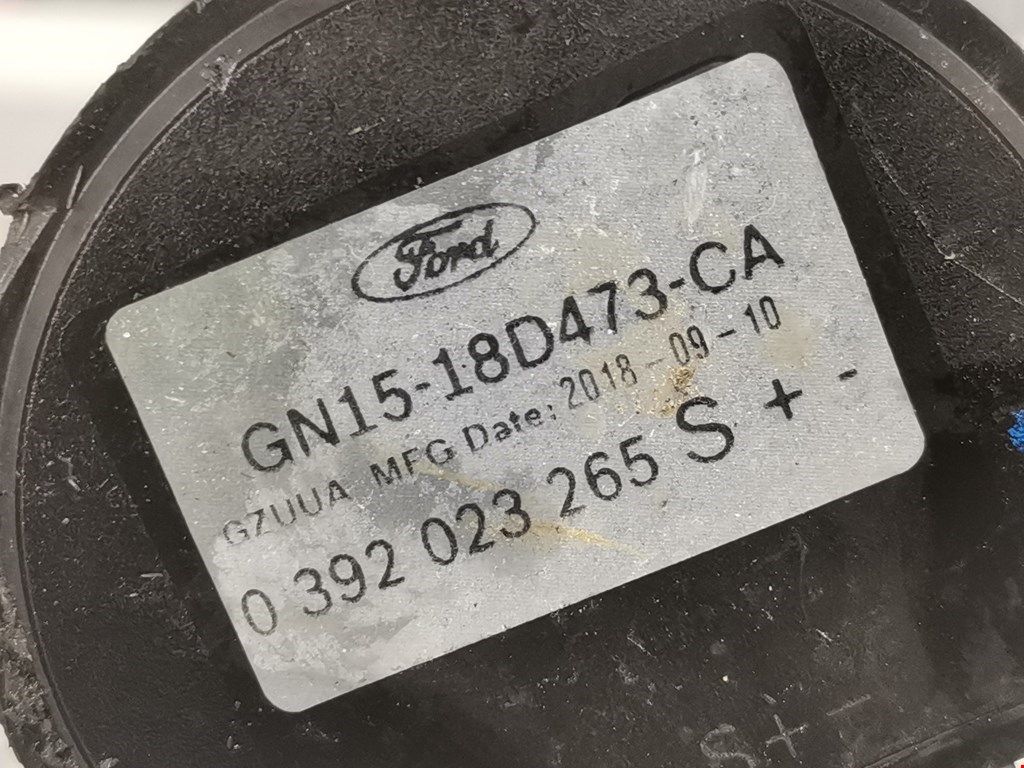 Ford
GN15-18D473-CA
GZUUA MFG Date: 2018-09-10
0 392 023 265 S + -
S + -